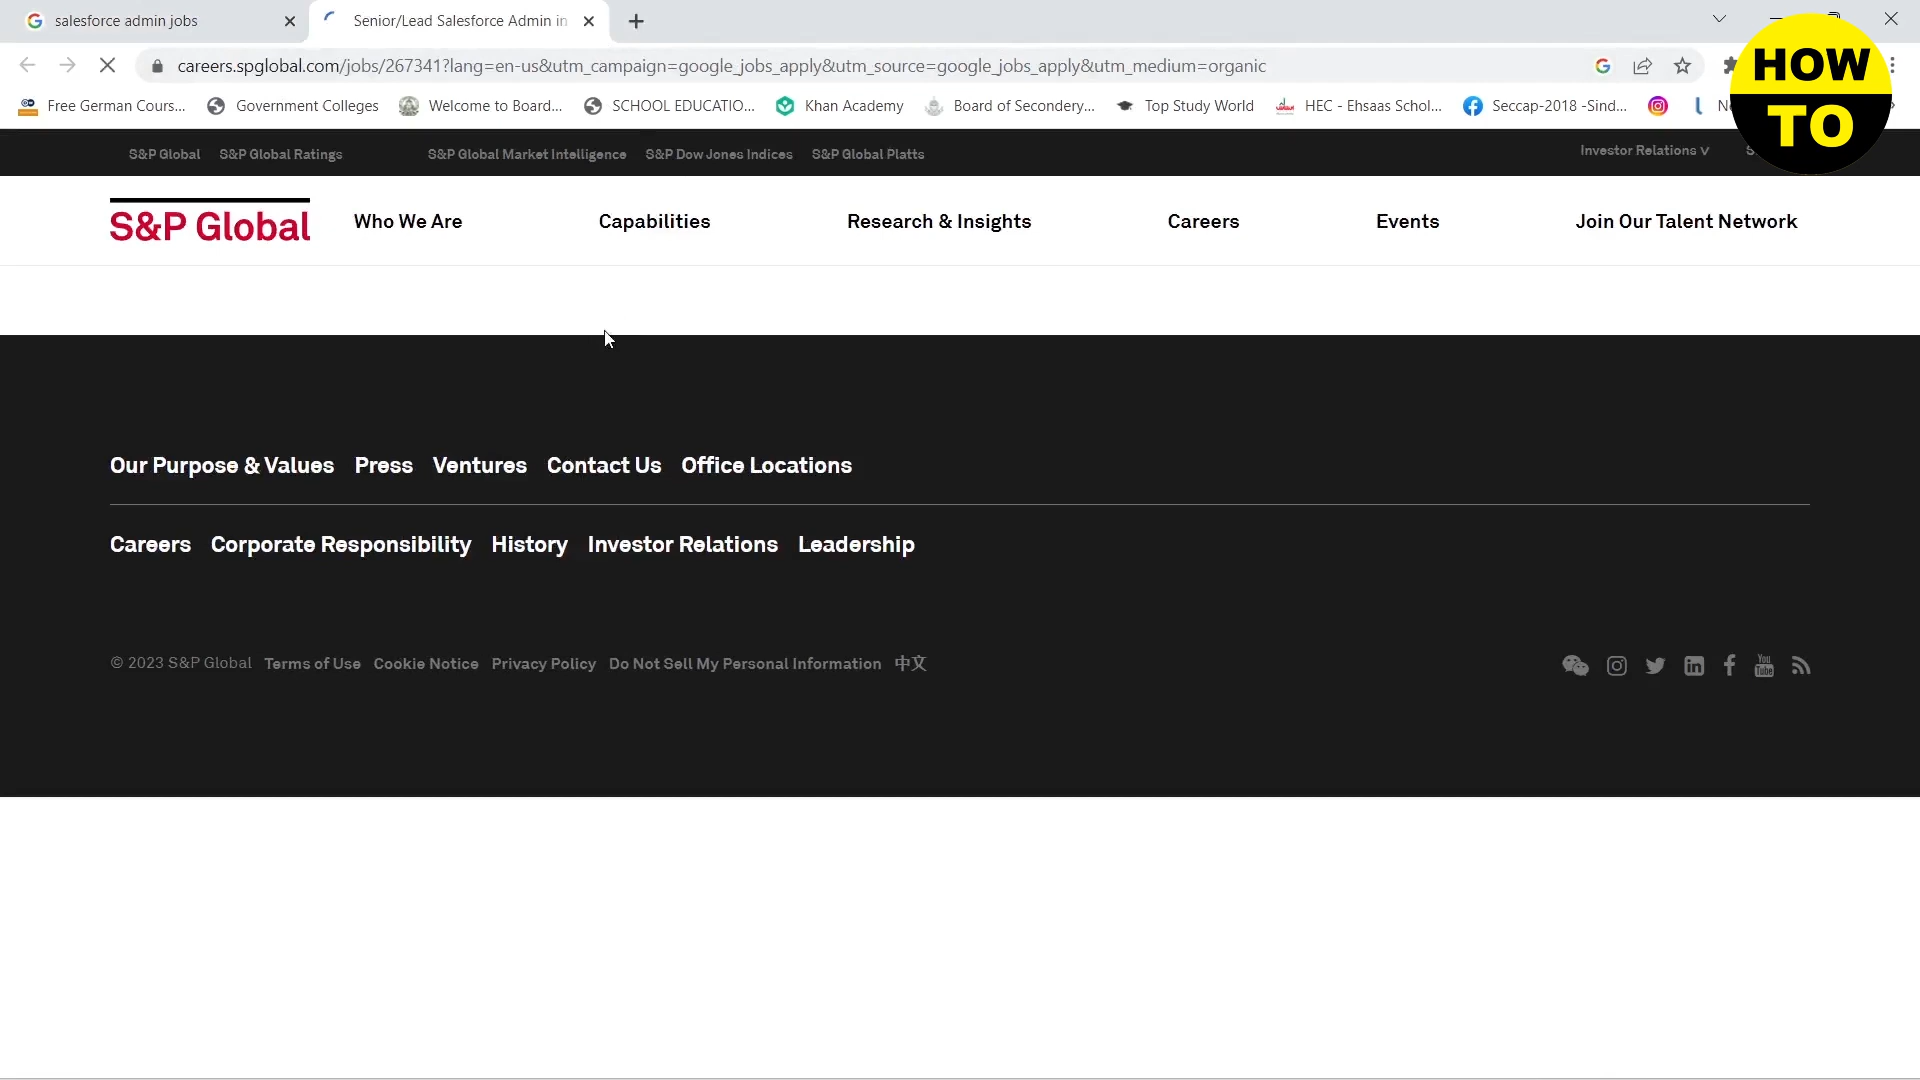 salesforce admin jobs
Senior/Lead Salesforce Admin in
careers.spglobal.com/jobs/267341?lang=en-us&utm_campaign=google_jobs_apply&utm_source=google_jobs_apply&utm_medium=organic
Free German Cours... Government Colleges Welcome to Board... SCHOOL EDUCATIO... Khan Academy Board of Secondery... Top Study World HEC - Ehsaas Schol... Seccap-2018 -Sind...
HOW
TO
S&P Global S&P Global Ratings S&P Global Market Intelligence S&P Dow Jones Indices S&P Global Platts Investor Relations
S&P Global Who We Are Capabilities Research & Insights Careers Events Join Our Talent Network
Our Purpose & Values Press Ventures Contact Us Office Locations
Careers Corporate Responsibility History Investor Relations Leadership
© 2023 S&P Global Terms of Use Cookie Notice Privacy Policy Do Not Sell My Personal Information 中文
You Tube